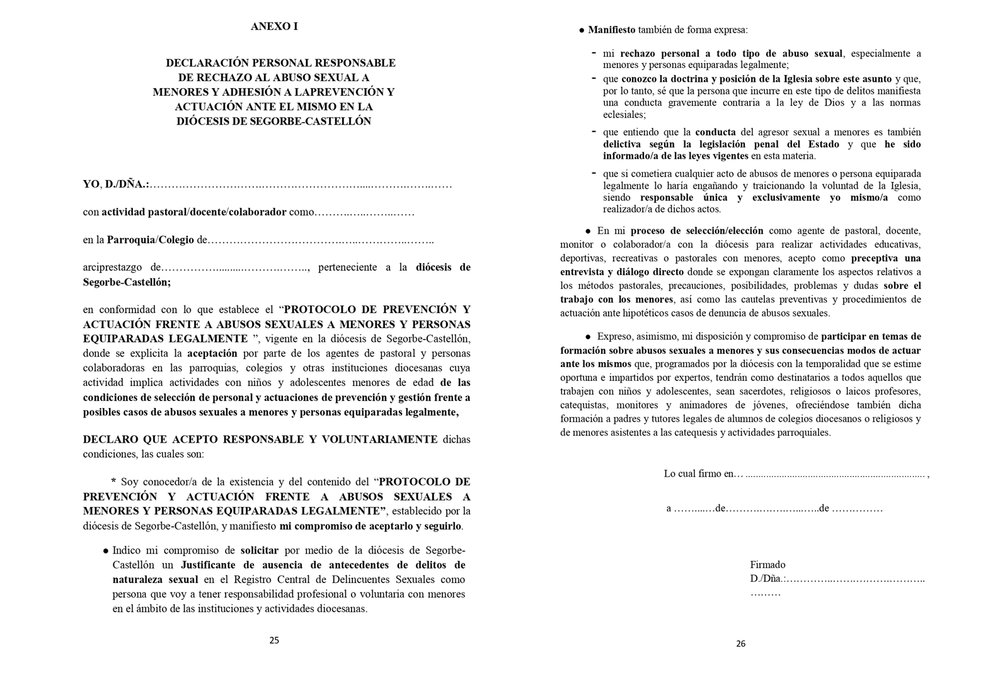 ANEXO I
DECLARACIÓN PERSONAL RESPONSABLE
DE RECHAZO AL ABUSO SEXUAL A
MENORES Y ADHESIÓN A LAPREVENCIÓN Y
ACTUACIÓN ANTE EL MISMO EN LA
DIÓCESIS DE SEGORBE-CASTELLÓN
YO, D./DÑA.:……….…………………….……………………….…...……….…….……
con actividad pastoral/docente/colaborador como……….…..……..……
en la Parroquia/Colegio de……………………………….…..…………..……..
arciprestazgo de…………….........……….…….., perteneciente a la diócesis de
Segorbe-Castellón;
en conformidad con lo que establece el “PROTOCOLO DE PREVENCIÓN Y
ACTUACIÓN FRENTE A ABUSOS SEXUALES A MENORES Y PERSONAS
EQUIPARADAS LEGALMENTE ”, vigente en la diócesis de Segorbe-Castellón,
donde se explicita la aceptación por parte de los agentes de pastoral y personas
colaboradoras en las parroquias, colegios y otras instituciones diocesanas cuya
actividad implica actividades con niños y adolescentes menores de edad de las
condiciones de selección de personal y actuaciones de prevención y gestión frente a
posibles casos de abusos sexuales a menores y personas equiparadas legalmente,
DECLARO QUE ACEPTO RESPONSABLE Y VOLUNTARIAMENTE dichas
condiciones, las cuales son:
* Soy conocedor/a de la existencia y del contenido del “PROTOCOLO DE
PREVENCIÓN Y ACTUACIÓN FRENTE A ABUSOS SEXUALES A
MENORES Y PERSONAS EQUIPARADAS LEGALMENTE”, establecido por la
diócesis de Segorbe-Castellón, y manifiesto mi compromiso de aceptarlo y seguirlo.
● Indico mi compromiso de solicitar por medio de la diócesis de Segorbe-
Castellón un Justificante de ausencia de antecedentes de delitos de
naturaleza sexual en el Registro Central de Delincuentes Sexuales como
persona que voy a tener responsabilidad profesional o voluntaria con menores
en el ámbito de las instituciones y actividades diocesanas.
25
● Manifiesto también de forma expresa:
- mi rechazo personal a todo tipo de abuso sexual, especialmente a
menores y personas equiparadas legalmente;
- que conozco la doctrina y posición de la Iglesia sobre este asunto y que,
por lo tanto, sé que la persona que incurre en este tipo de delitos manifiesta
una conducta gravemente contraria a la ley de Dios y a las normas
eclesiales;
- que entiendo que la conducta del agresor sexual a menores es también
delictiva según la legislación penal del Estado y que he sido
informado/a de las leyes vigentes en esta materia.
- que si cometiera cualquier acto de abusos de menores o persona equiparada
legalmente lo haría engañando y traicionando la voluntad de la Iglesia,
siendo responsable única y exclusivamente yo mismo/a como
realizador/a de dichos actos.
● En mi proceso de selección/elección como agente de pastoral, docente,
monitor o colaborador/a con la diócesis para realizar actividades educativas,
deportivas, recreativas o pastorales con menores, acepto como preceptiva una
entrevista y diálogo directo donde se expongan claramente los aspectos relativos a
los métodos pastorales, precauciones, posibilidades, problemas y dudas sobre el
trabajo con los menores, así como las cautelas preventivas y procedimientos de
actuación ante hipotéticos casos de denuncia de abusos sexuales.
● Expreso, asimismo, mi disposición y compromiso de participar en temas de
formación sobre abusos sexuales a menores y sus consecuencias modos de actuar
ante los mismos que, programados por la diócesis con la temporalidad que se estime
oportuna e impartidos por expertos, tendrán como destinatarios a todos aquellos que
trabajen con niños y adolescentes, sean sacerdotes, religiosos o laicos profesores,
catequistas, monitores y animadores de jóvenes, ofreciéndose también dicha
formación a padres y tutores legales de alumnos de colegios diocesanos o religiosos y
de menores asistentes a las catequesis y actividades parroquiales.
Lo cual firmo en… ...................................................................... ,
a ……....…de……….…….…..…..de ……………
Firmado
D./Dña.:…………..…………………………..
………
26